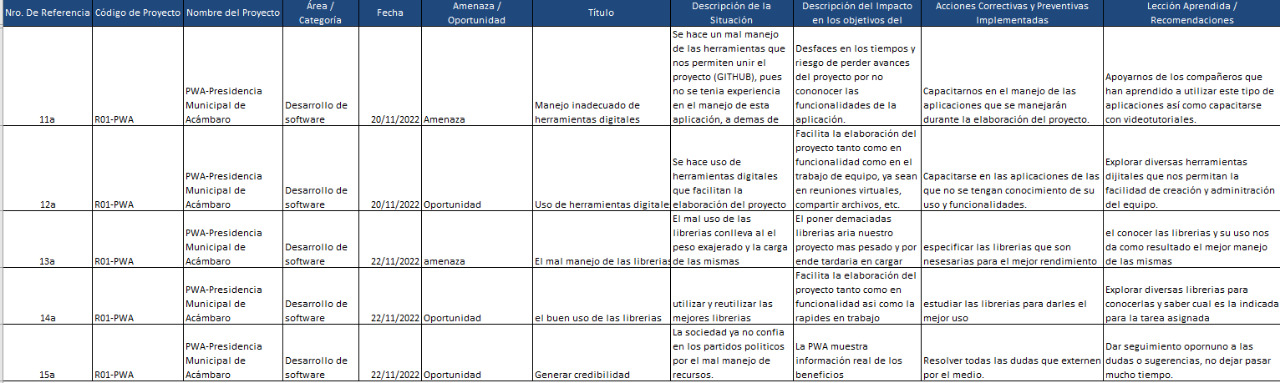 Nro. De Referencia
Código de Proyecto
Nombre del Proyecto
Área /
Categoría
Fecha
Amenaza /
Oportunidad
Título
Descripción de la
Situación
Descripción del Impacto
en los objetivos del
Acciones Correctivas y Preventivas
Implementadas
Lección Aprendida /
Recomendaciones
11a
R01-PWA
PWA-Presidencia
Municipal de
Acámbaro
Desarrollo de
software
20/11/2022
Amenaza
Manejo inadecuado de
herramientas digitales
Se hace un mal manejo
de las herramientas que
nos permiten unir el
proyecto (GITHUB), pues
no se tenia experiencia
en el manejo de esta
aplicación, a demas de
Desfaces en los tiempos y
riesgo de perder avances
del proyecto por no
cononocer las
funcionalidades de la
aplicación.
Capacitarnos en el manejo de las
aplicaciones que se manejarán
durante la elaboración del proyecto.
Apoyarnos de los compañeros que
han aprendido a utilizar este tipo de
aplicaciones así como capacitarse
con videotutoriales.
12a
R01-PWA
PWA-Presidencia
Municipal de
Acámbaro
Desarrollo de
software
20/11/2022
Oportunidad
Uso de herramientas digitale
Se hace uso de
herramientas digitales
que facilitan la
elaboración del proyecto
Facilita la elaboración del
proyecto tanto como en
funcionalidad como en el
trabajo de equipo, ya sean
en reuniones virtuales,
compartir archivos, etc.
Capacitarse en las aplicaciones de las
que no se tengan conocimiento de su
uso y funcionalidades.
Explorar diversas herramientas
dijitales que nos permitan la
facilidad de creación y adminitración
del equipo.
13a
R01-PWA
PWA-Presidencia
Municipal de
Acámbaro
Desarrollo de
software
22/11/2022
amenaza
El mal manejo de las librerias
El mal uso de las
librerias conlleva al el
peso exajerado y la carga
de las mismas
El poner demaciadas
librerias aria nuestro
proyecto mas pesado y por
ende tardaria en cargar
especificar las librerias que son
nesesarias para el mejor rendimiento
el conocer las librerias y su uso nos
da como resultado el mejor manejo
de las mismas
14a
R01-PWA
PWA-Presidencia
Municipal de
Acámbaro
Desarrollo de
software
22/11/2022
Oportunidad
el buen uso de las librerias
utilizar y reutilizar las
mejores librerias
Facilita la elaboración del
proyecto tanto como en
funcionalidad asi como la
rapides en trabajo
estudiar las librerias para darles el
mejor uso
Explorar diversas librerias para
conocerlas y saber cual es la indicada
para la tarea asignada
15a
R01-PWA
PWA-Presidencia
Municipal de
Acámbaro
Desarrollo de
software
22/11/2022
Oportunidad
Generar credibilidad
La sociedad ya no confia
en los partidos politicos
por el mal manejo de
recursos.
La PWA muestra
información real de los
beneficios
Resolver todas las dudas que externen
por el medio.
Dar seguimiento opornuno a las
dudas o sugerencias, no dejar pasar
mucho tiempo.